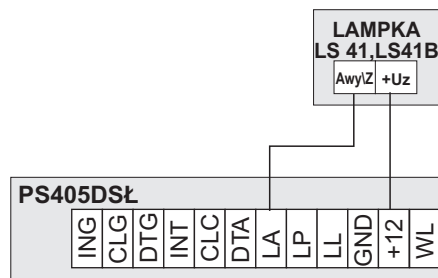 LAMPKA
LS 41,LS41B
Awy\Z +Uz
PS405DSŁ
ING CLG DTG INT CLC DTA LA LP LL GND +12 WL